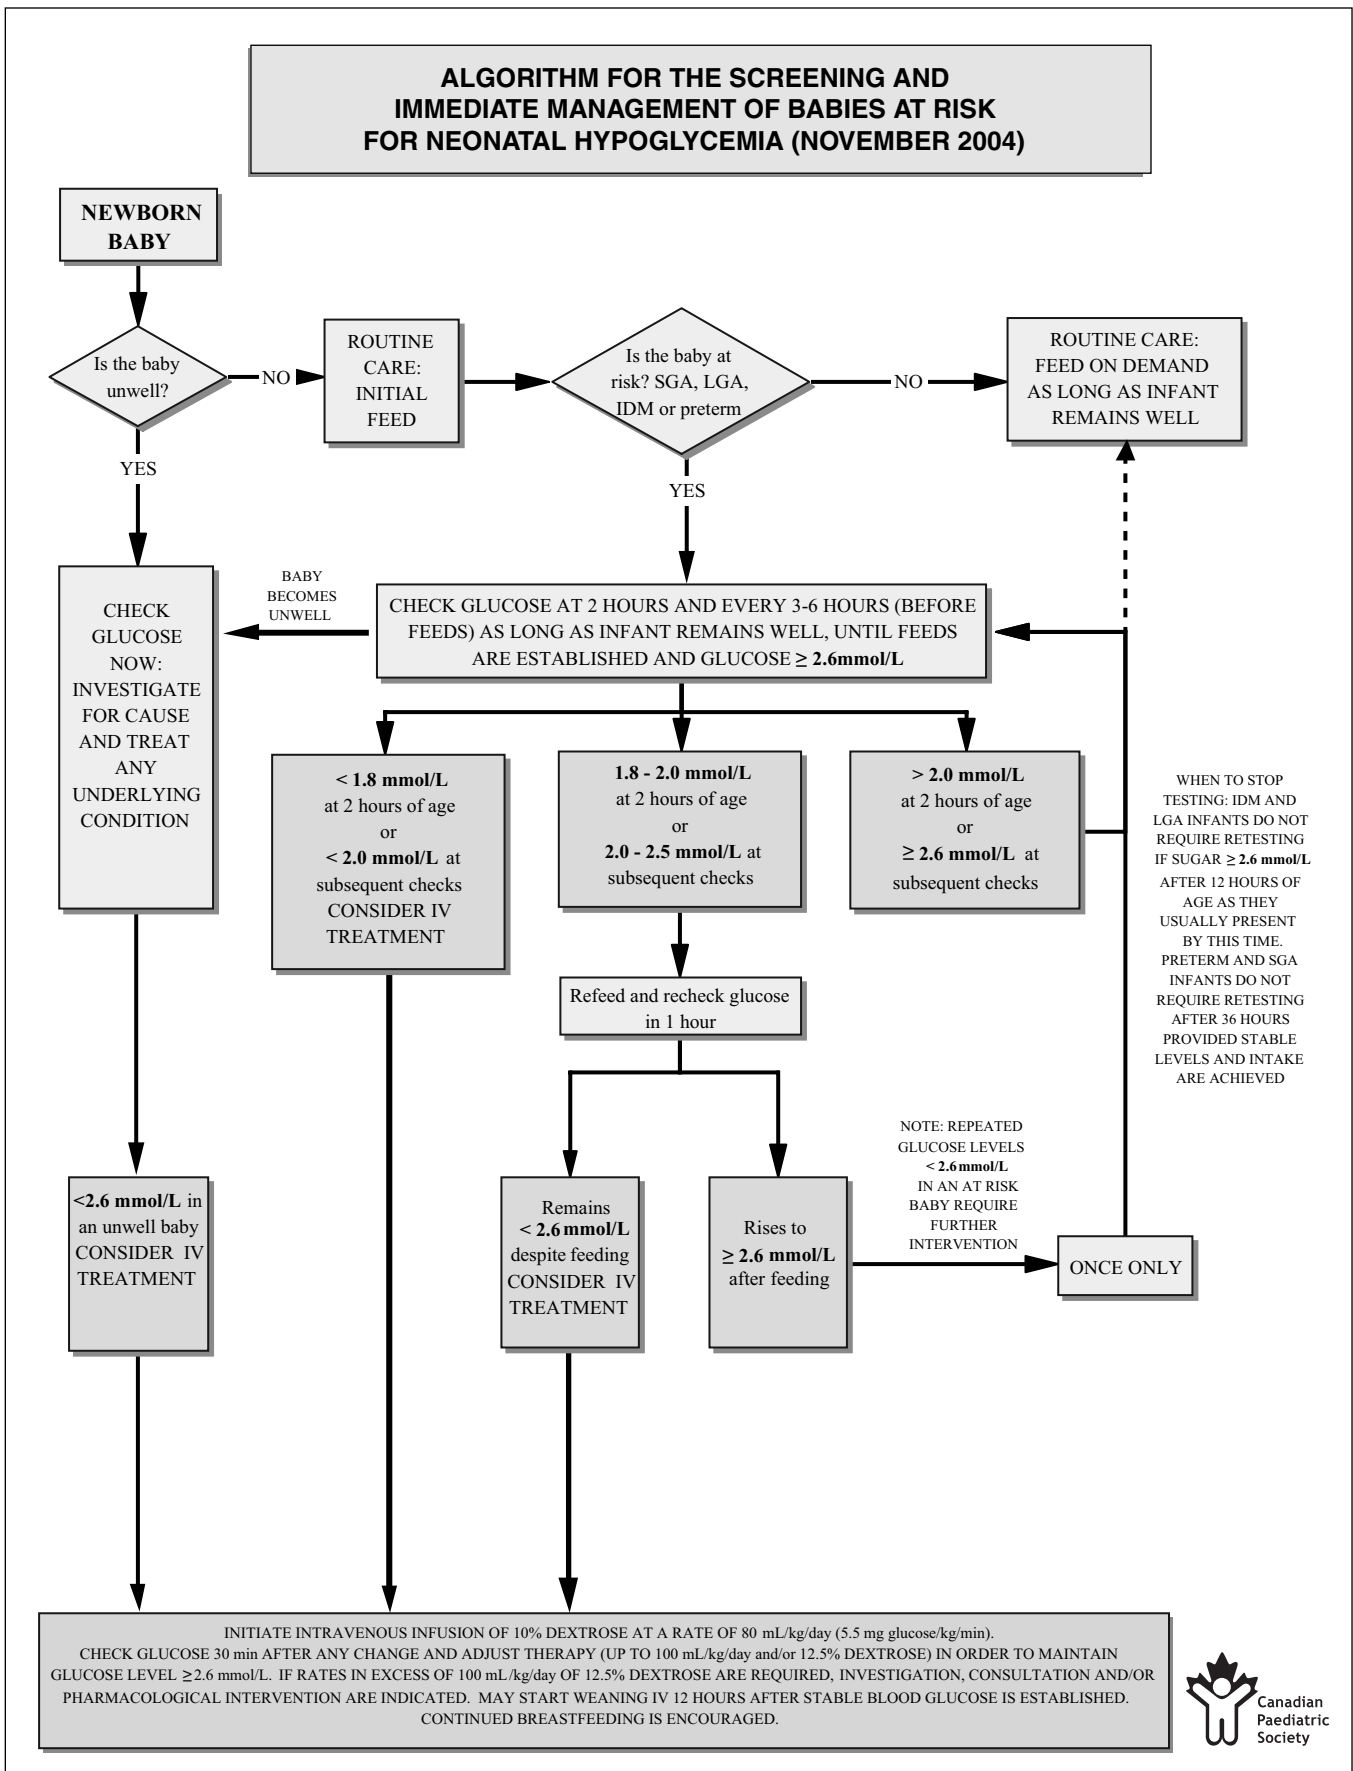 ALGORITHM FOR THE SCREENING AND
IMMEDIATE MANAGEMENT OF BABIES AT RISK
FOR NEONATAL HYPOGLYCEMIA (NOVEMBER 2004)
NEWBORN
BABY
Is the baby
unwell?
NO
ROUTINE
CARE:
INITIAL
FEED
Is the baby at
risk? SGA, LGA,
IDM or preterm
NO
ROUTINE CARE:
FEED ON DEMAND
AS LONG AS INFANT
REMAINS WELL
YES
YES
CHECK
GLUCOSE
NOW:
INVESTIGATE
FOR CAUSE
AND TREAT
ANY
UNDERLYING
CONDITION
BABY
BECOMES
UNWELL
CHECK GLUCOSE AT 2 HOURS AND EVERY 3-6 HOURS (BEFORE
FEEDS) AS LONG AS INFANT REMAINS WELL, UNTIL FEEDS
ARE ESTABLISHED AND GLUCOSE ≥ 2.6mmol/L
< 1.8 mmol/L
at 2 hours of age
or
< 2.0 mmol/L at
subsequent checks
CONSIDER IV
TREATMENT
1.8 - 2.0 mmol/L
at 2 hours of age
or
2.0 - 2.5 mmol/L at
subsequent checks
> 2.0 mmol/L
at 2 hours of age
or
≥ 2.6 mmol/L at
subsequent checks
WHEN TO STOP
TESTING: IDM AND
LGA INFANTS DO NOT
REQUIRE RETESTING
IF SUGAR ≥ 2.6 mmol/L
AFTER 12 HOURS OF
AGE AS THEY
USUALLY PRESENT
BY THIS TIME.
PRETERM AND SGA
INFANTS DO NOT
REQUIRE RETESTING
AFTER 36 HOURS
PROVIDED STABLE
LEVELS AND INTAKE
ARE ACHIEVED
Refeed and recheck glucose
in 1 hour
<2.6 mmol/L in
an unwell baby
CONSIDER IV
TREATMENT
Remains
< 2.6 mmol/L
despite feeding
CONSIDER IV
TREATMENT
Rises to
≥ 2.6 mmol/L
after feeding
NOTE: REPEATED
GLUCOSE LEVELS
< 2.6 mmol/L
IN AN AT RISK
BABY REQUIRE
FURTHER
INTERVENTION
ONCE ONLY
INITIATE INTRAVENOUS INFUSION OF 10% DEXTROSE AT A RATE OF 80 mL/kg/day (5.5 mg glucose/kg/min).
CHECK GLUCOSE 30 min AFTER ANY CHANGE AND ADJUST THERAPY (UP TO 100 mL/kg/day and/or 12.5% DEXTROSE) IN ORDER TO MAINTAIN
GLUCOSE LEVEL ≥2.6 mmol/L. IF RATES IN EXCESS OF 100 mL/kg/day OF 12.5% DEXTROSE ARE REQUIRED, INVESTIGATION, CONSULTATION AND/OR
PHARMACOLOGICAL INTERVENTION ARE INDICATED. MAY START WEANING IV 12 HOURS AFTER STABLE BLOOD GLUCOSE IS ESTABLISHED.
CONTINUED BREASTFEEDING IS ENCOURAGED.
Canadian
Paediatric
Society